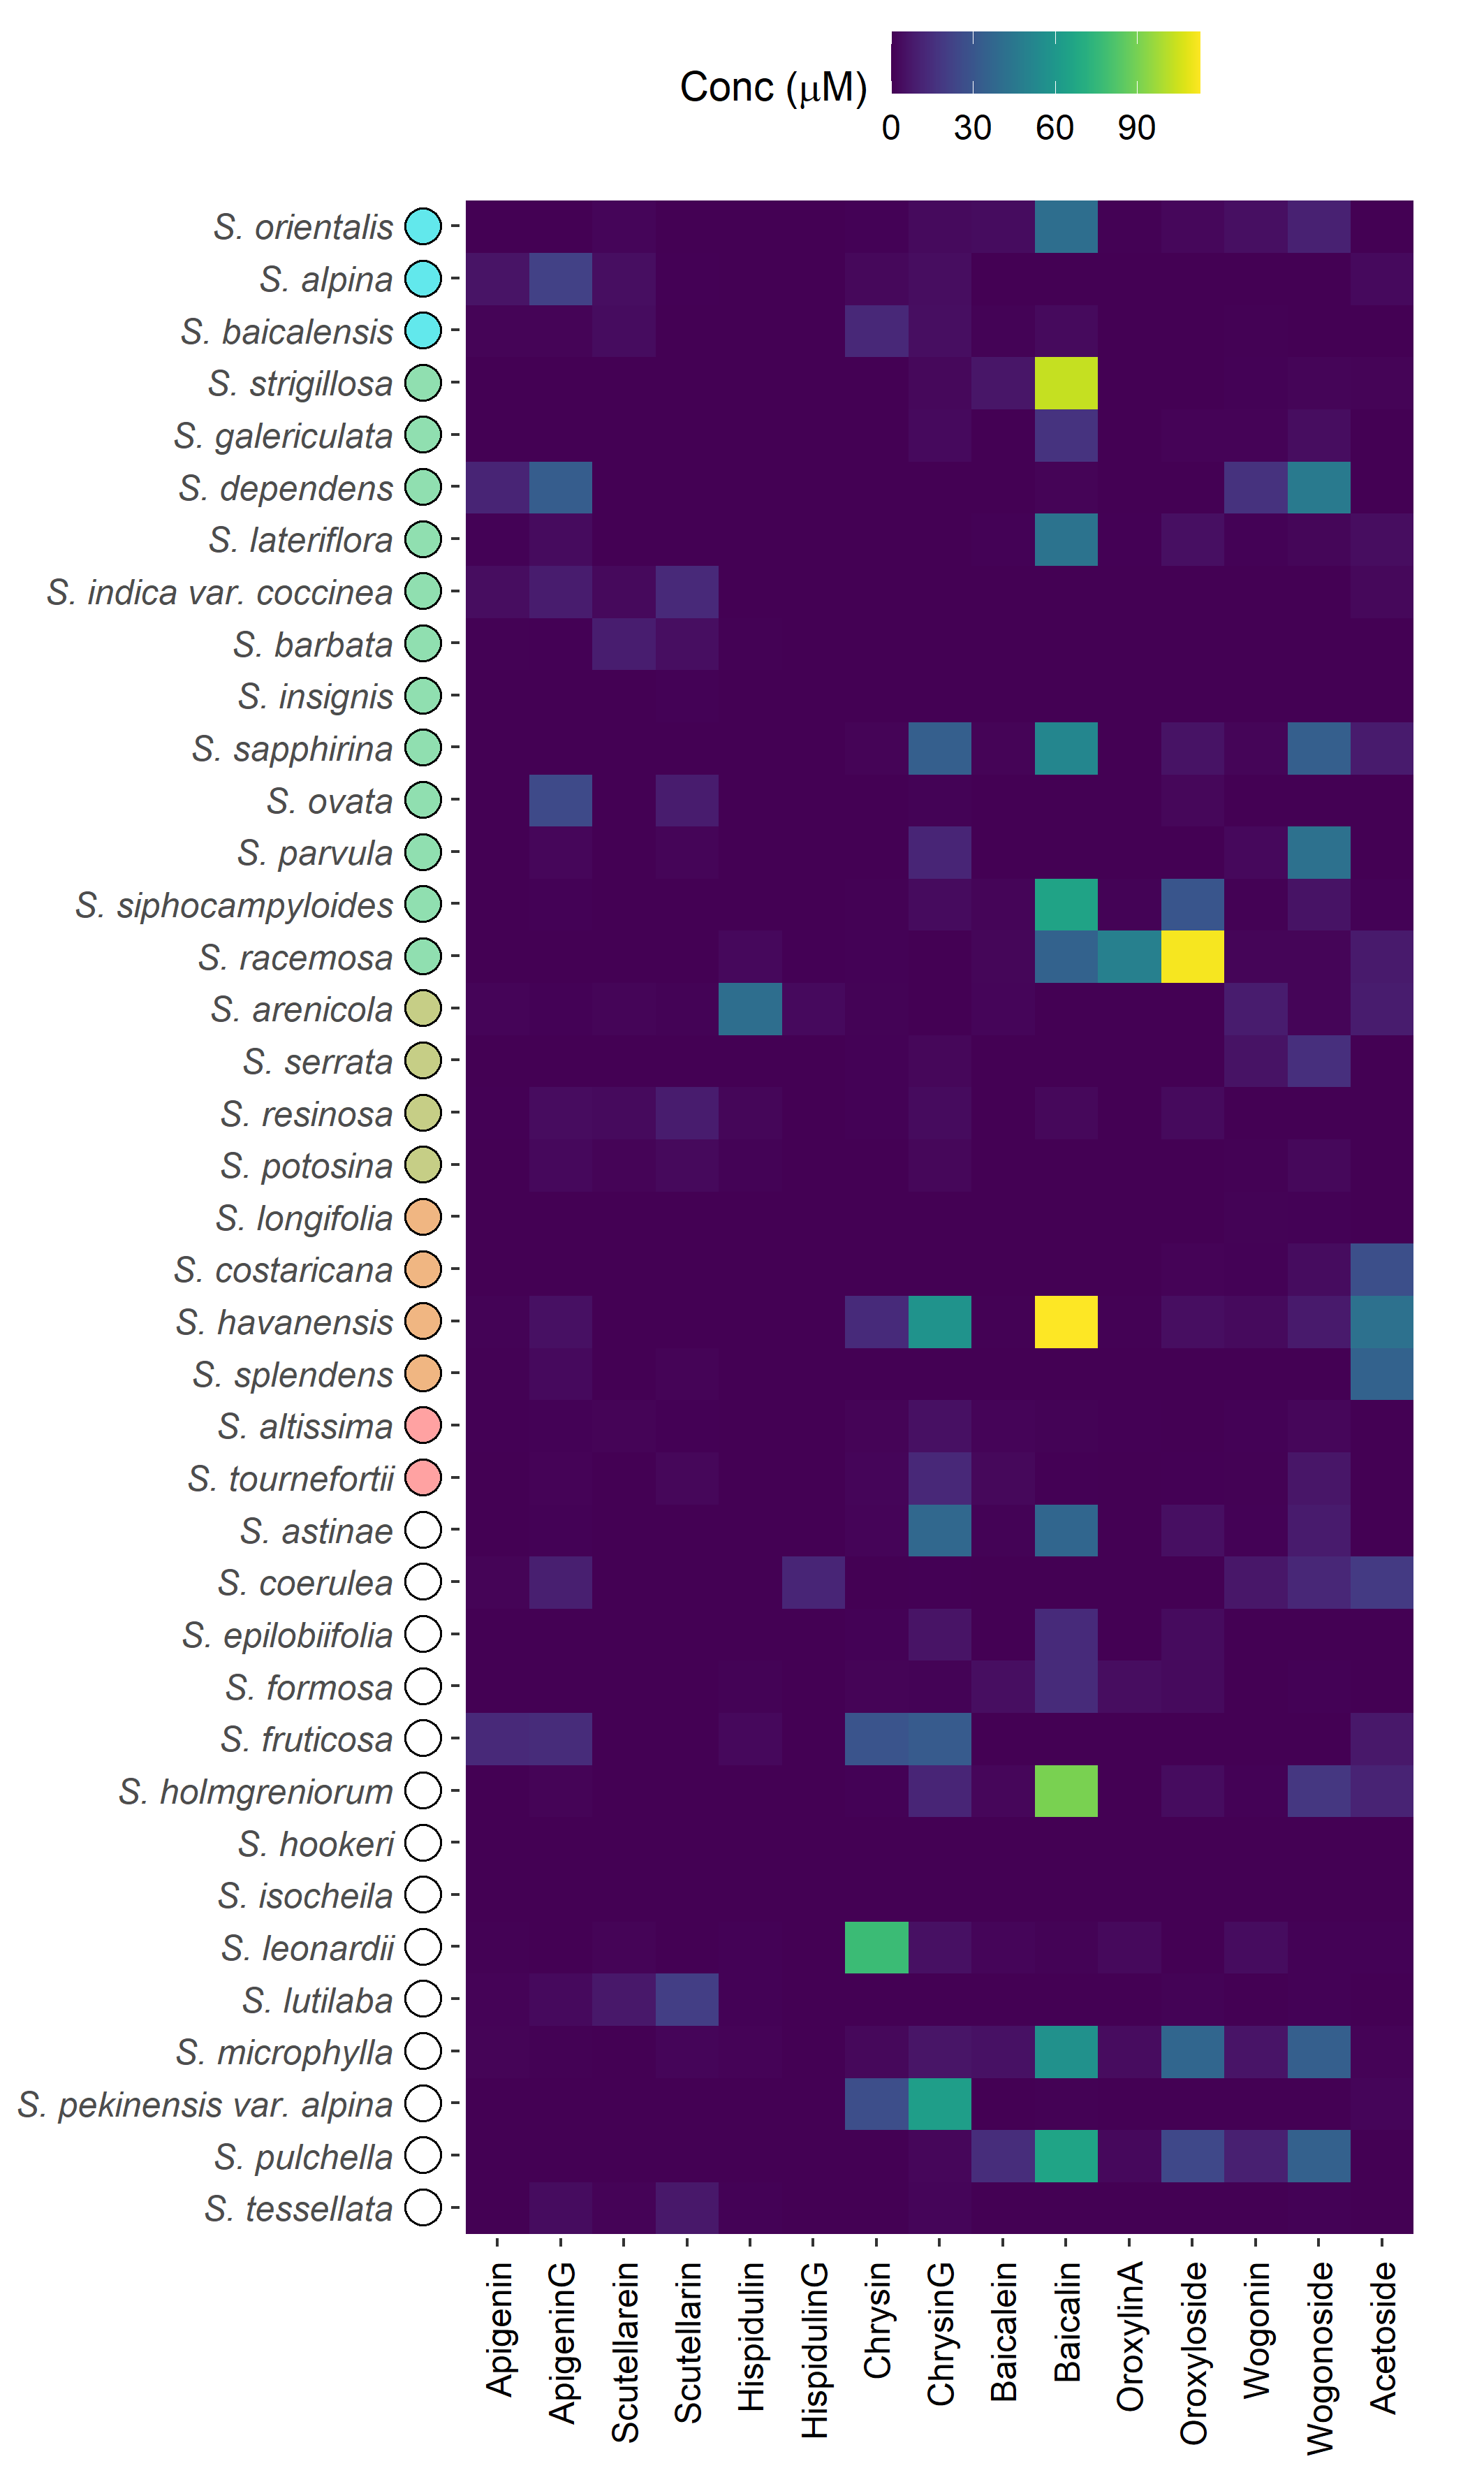 Conc (μM)
0 30 60 90
S. orientalis
S. alpina
S. baicalensis
S. strigillosa
S. galericulata
S. dependens
S. lateriflora
S. indica var. coccinea
S. barbata
S. insignis
S. sapphirina
S. ovata
S. parvula
S. siphocampyloides
S. racemosa
S. arenicola
S. serrata
S. resinosa
S. potosina
S. longifolia
S. costaricana
S. havanensis
S. splendens
S. altissima
S. tournefortii
S. astinae
S. coerulea
S. epilobiifolia
S. formosa
S. fruticosa
S. holmgreniorum
S. hookeri
S. isocheila
S. leonardii
S. lutilaba
S. microphylla
S. pekinensis var. alpina
S. pulchella
S. tessellata
Apigenin
ApigeninG
Scutellarein
Scutellarin
Hispidulin
HispidulinG
Chrysin
ChrysinG
Baicalein
Baicalin
OroxylinA
Oroxyloside
Wogonin
Wogonoside
Acetoside